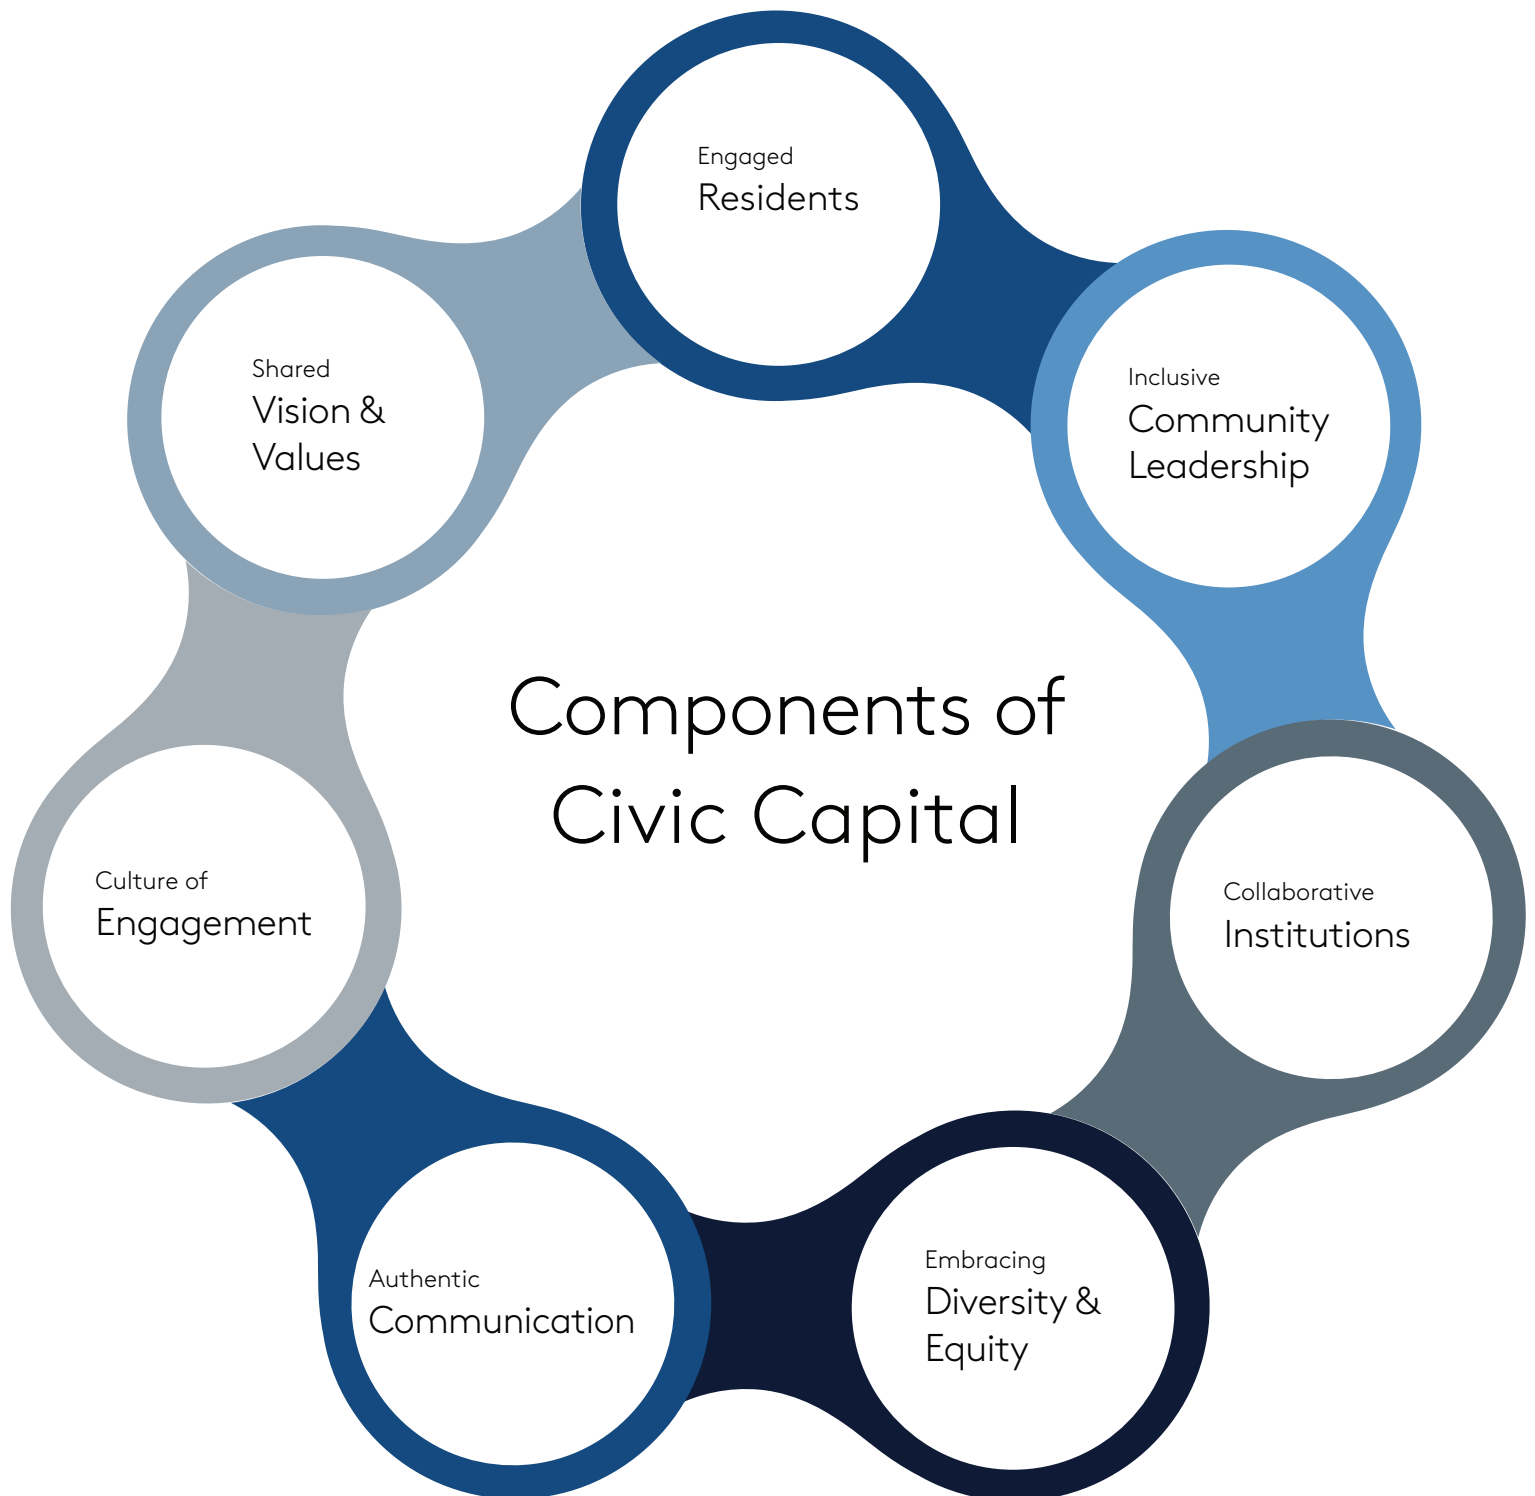 Engaged
Residents
Inclusive
Community
Leadership
Collaborative
Institutions
Embracing
Diversity &
Equity
Authentic
Communication
Culture of
Engagement
Shared
Vision &
Values
Components of
Civic Capital